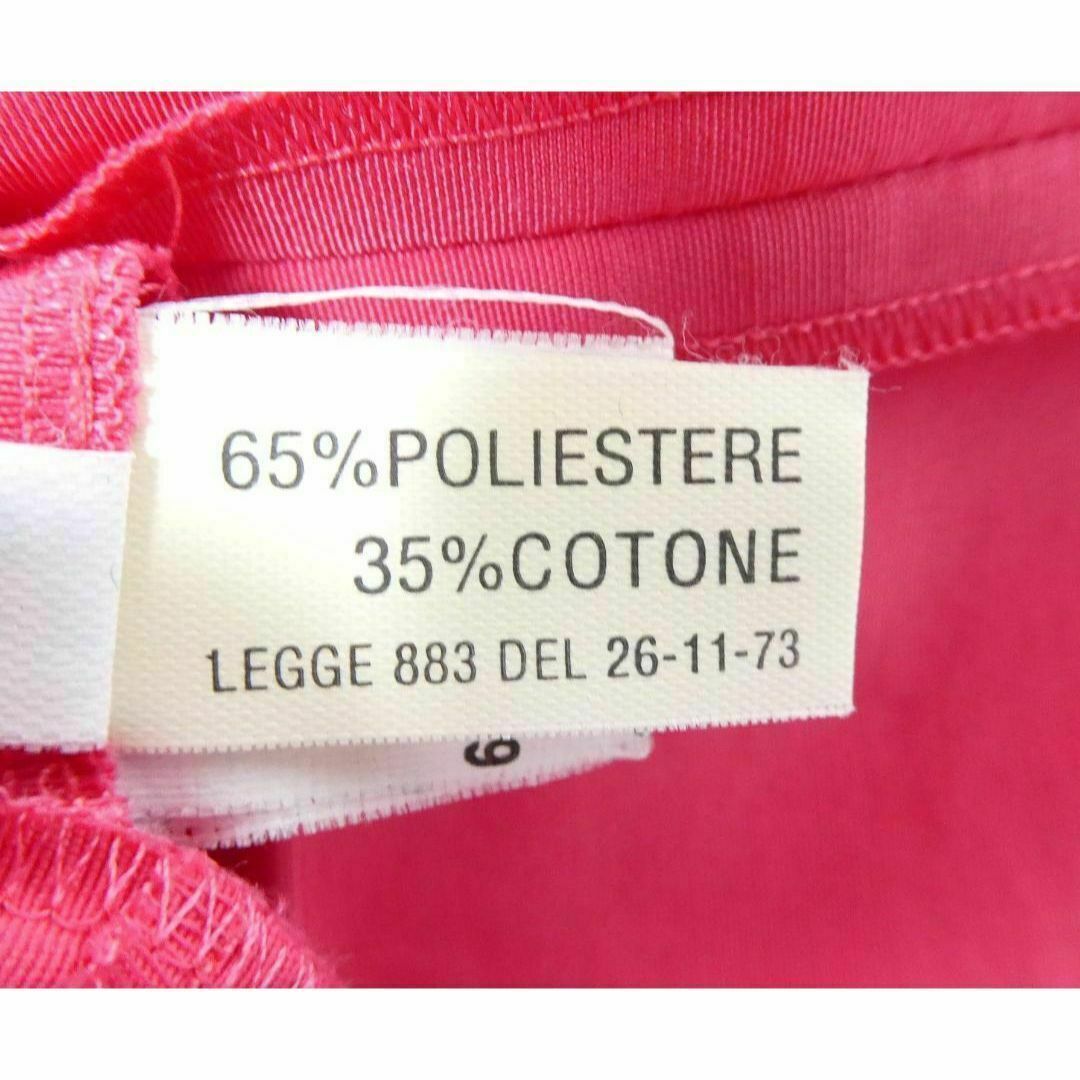 65%POLIESTERE
35%COTONE
LEGGE 883 DEL 26-11-73